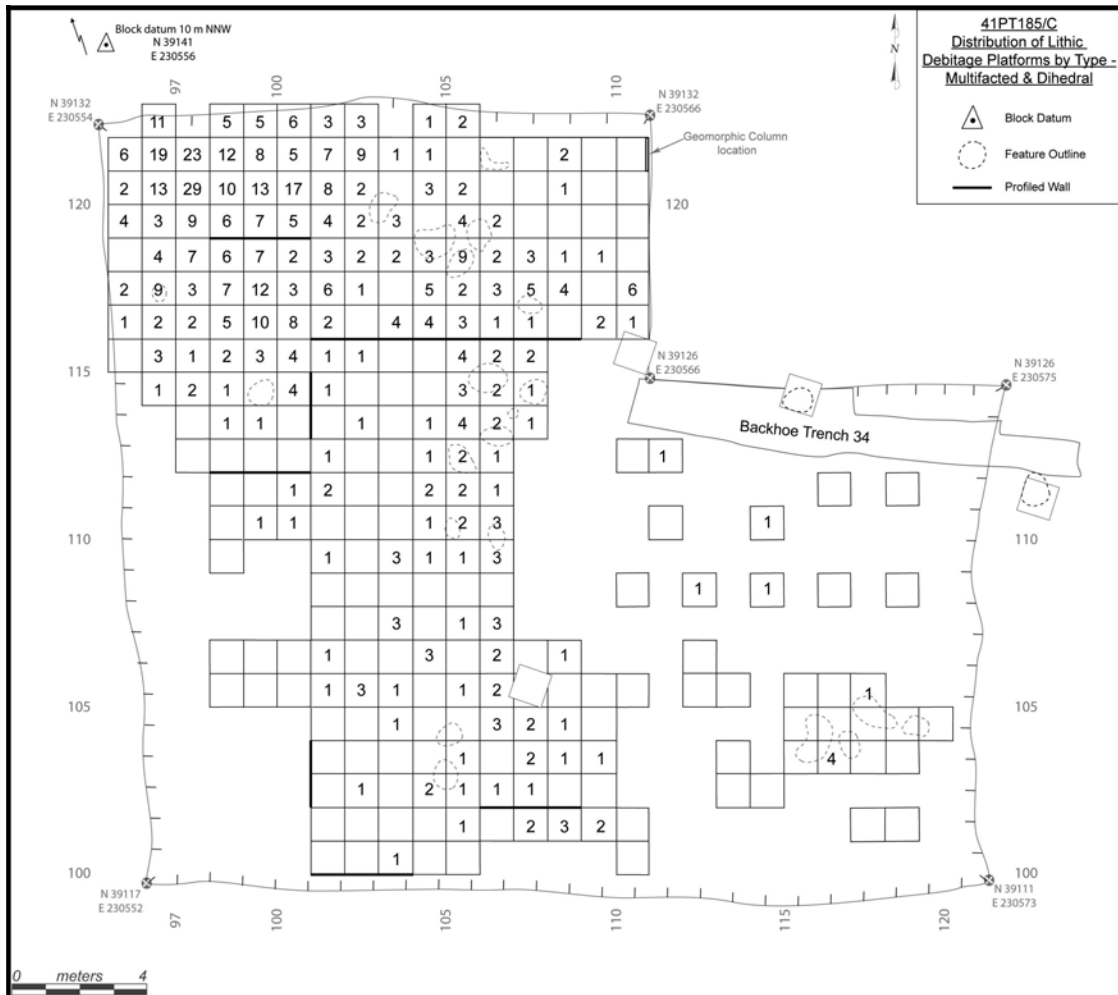 Block datum 10 m NNW
N 39141
E 230556
41PT185/C
Distribution of Lithic
Debitage Platforms by Type -
Multifacted & Dihedral
Block Datum
Feature Outline
Profiled Wall
N
97 100 105 110
N 39132
E 230554
N 39132
E 230566
Geomorphic Column
location
11 5 5 6 3 3 1 2
6 19 23 12 8 5 7 9 1 1 2
2 13 29 10 13 17 8 2 3 2 1
120 120
4 3 9 6 7 5 4 2 3 4 2
4 7 6 7 2 3 2 2 3 9 2 3 1 1
2 9 3 7 12 3 6 1 5 2 3 5 4 6
1 2 2 5 10 8 2 4 4 3 1 1 2 1
3 1 2 3 4 1 1 4 2 2
115
N 39126
E 230566
N 39126
E 230575
1 2 1 4 1 3 2 1
1 1 1 1 4 2 1
Backhoe Trench 34
1 1 2 1 1
1 2 2 2 1
1 1 1 2 3 1
110 110
1 3 1 1 3
1 1
3 1 3
1 3 2 1
1 3 1 1 2 1
105 105
1 3 2 1
1 2 1 1 4
1 2 1 1 1
1 2 3 2
1
100 100
N 39117
E 230552
N 39111
E 230573
97 100 105 110 115 120
0 meters 4